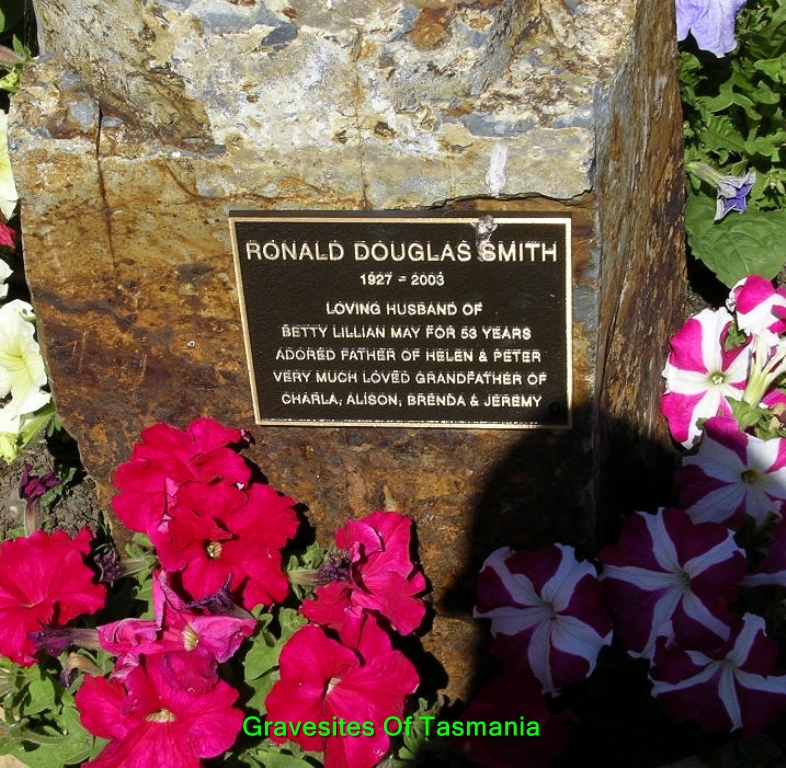 RONALD DOUGLAS SMITH
1927 - 2003
LOVING HUSBAND OF
BETTY LILLIAN MAY FOR 53 YEARS
ADORED FATHER OF HELEN & PETER
VERY MUCH LOVED GRANDFATHER OF
CHARLA, ALISON, BRENDA & JEREMY
Gravesites Of Tasmania